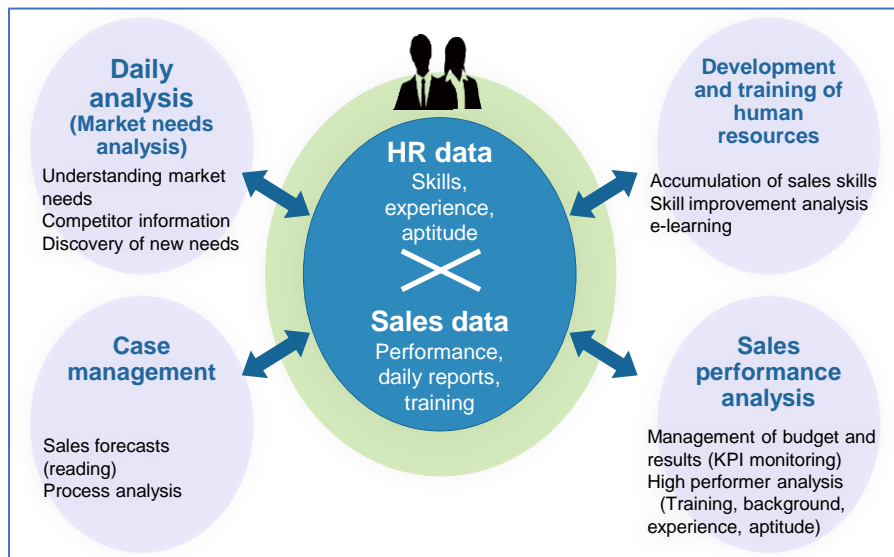 Daily
analysis
(Market needs
analysis)
Understanding market
needs
Competitor information
Discovery of new needs
HR data
Skills,
experience,
aptitude
Sales data
Performance,
daily reports,
training
Development
and training of
human
resources
Accumulation of sales skills
Skill improvement analysis
e-learning
Case
management
Sales forecasts
(reading)
Process analysis
Sales
performance
analysis
Management of budget and
results (KPI monitoring)
High performer analysis
(Training, background,
experience, aptitude)